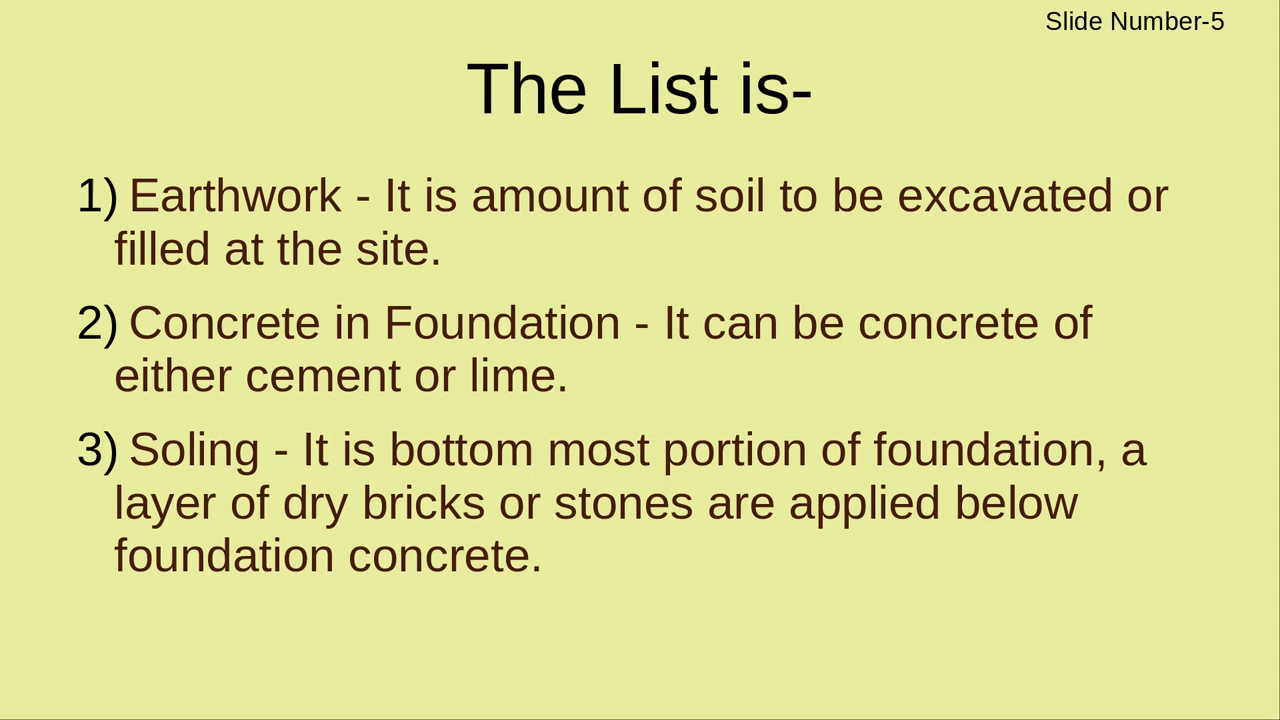 Slide Number-5
The List is-
1) Earthwork - It is amount of soil to be excavated or
filled at the site.
2) Concrete in Foundation - It can be concrete of
either cement or lime.
3) Soling - It is bottom most portion of foundation, a
layer of dry bricks or stones are applied below
foundation concrete.